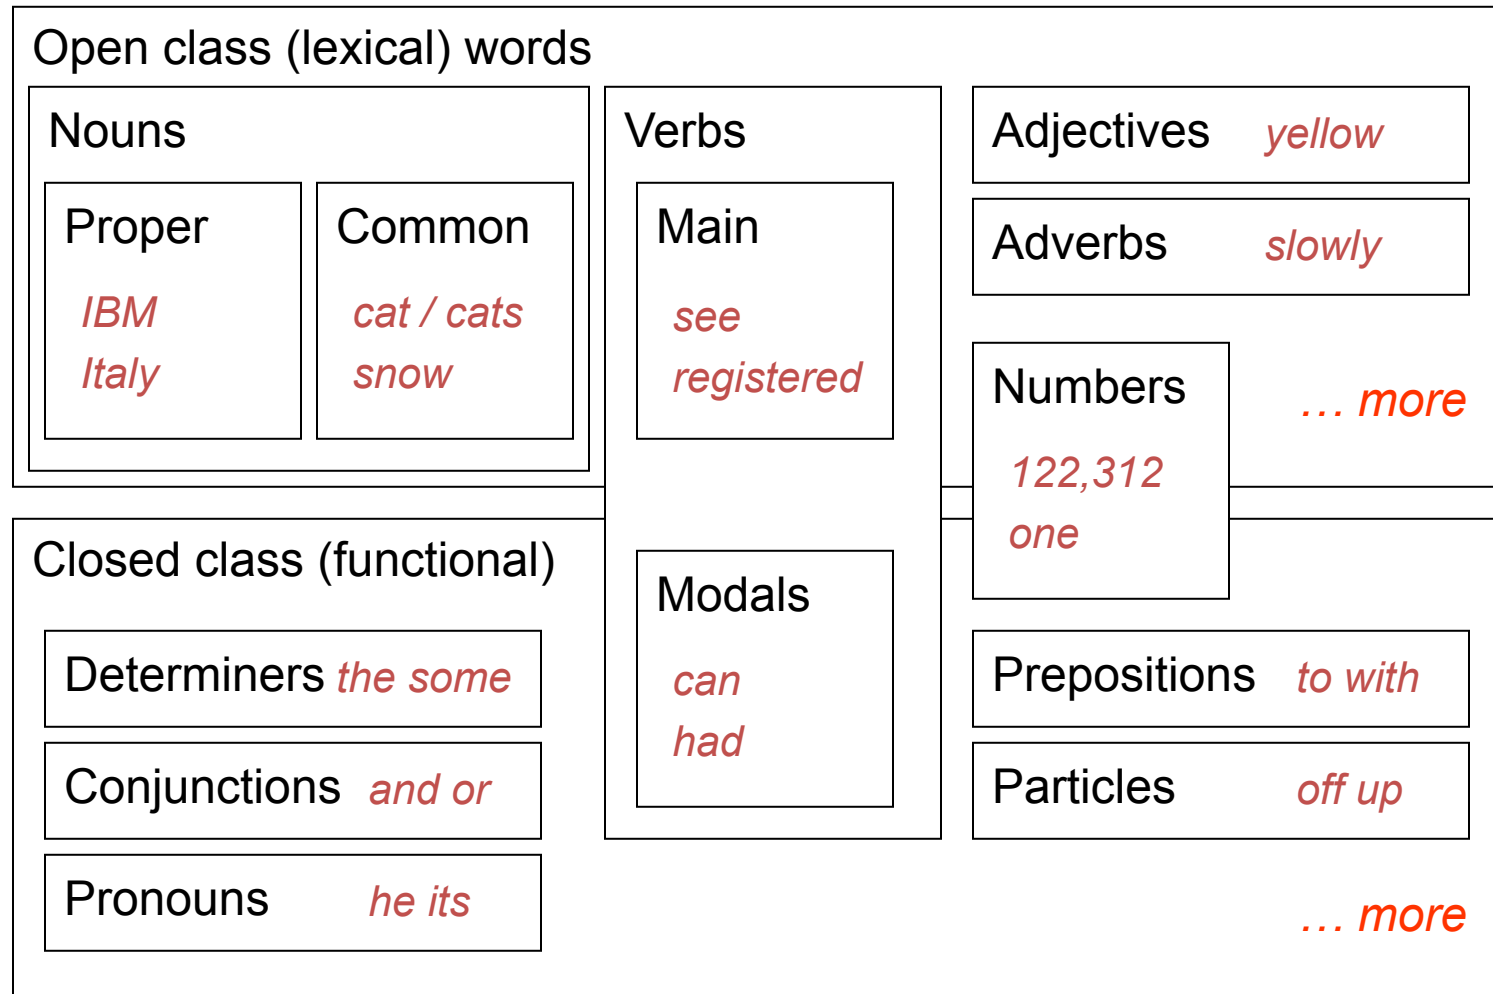 Open class (lexical) words
Nouns
Proper
IBM
Italy
Common
cat / cats
snow
Verbs
Main
see
registered
Adjectives yellow
Adverbs slowly
Numbers
122,312
one
… more
Closed class (functional)
Determiners the some
Conjunctions and or
Pronouns he its
Modals
can
had
Prepositions to with
Particles off up
… more